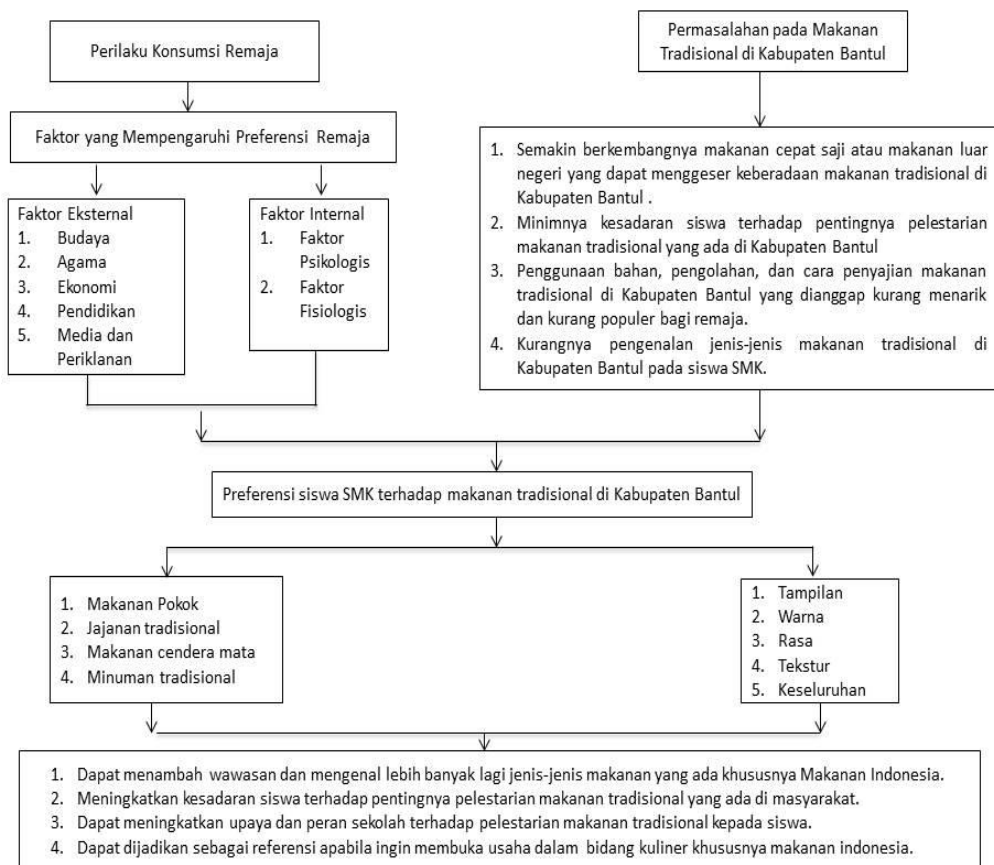 Perilaku Konsumsi Remaja
Faktor yang Mempengaruhi Preferensi Remaja
Faktor Eksternal
1. Budaya
2. Agama
3. Ekonomi
4. Pendidikan
5. Media dan
Periklanan
Faktor Internal
1. Faktor
Psikologis
2. Faktor
Fisiologis
Permasalahan pada Makanan
Tradisional di Kabupaten Bantul
1. Semakin berkembangnya makanan cepat saji atau makanan luar
negeri yang dapat menggeser keberadaan makanan tradisional di
Kabupaten Bantul .
2. Minimnya kesadaran siswa terhadap pentingnya pelestarian
makanan tradisional yang ada di Kabupaten Bantul
3. Penggunaan bahan, pengolahan, dan cara penyajian makanan
tradisional di Kabupaten Bantul yang dianggap kurang menarik
dan kurang populer bagi remaja.
4. Kurangnya pengenalan jenis-jenis makanan tradisional di
Kabupaten Bantul pada siswa SMK.
Preferensi siswa SMK terhadap makanan tradisional di Kabupaten Bantul
1. Makanan Pokok
2. Jajanan tradisional
3. Makanan cendera mata
4. Minuman tradisional
1. Tampilan
2. Warna
3. Rasa
4. Tekstur
5. Keseluruhan
1. Dapat menambah wawasan dan mengenal lebih banyak lagi jenis-jenis makanan yang ada khususnya Makanan Indonesia.
2. Meningkatkan kesadaran siswa terhadap pentingnya pelestarian makanan tradisional yang ada di masyarakat.
3. Dapat meningkatkan upaya dan peran sekolah terhadap pelestarian makanan tradisional kepada siswa.
4. Dapat dijadikan sebagai referensi apabila ingin membuka usaha dalam bidang kuliner khususnya makanan indonesia.